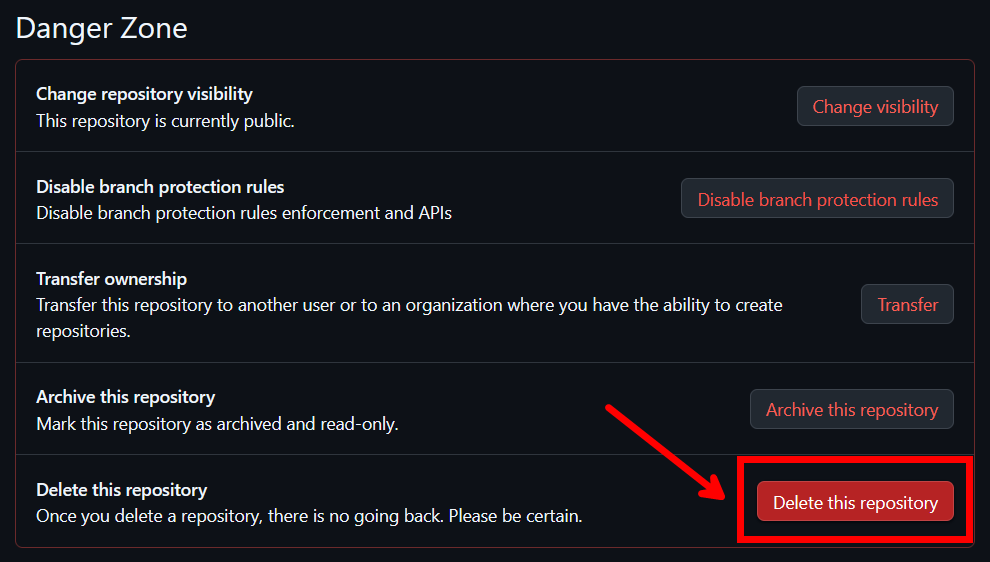 Danger Zone
Change repository visibility
This repository is currently public.
Change visibility
Disable branch protection rules
Disable branch protection rules enforcement and APIs
Disable branch protection rules
Transfer ownership
Transfer this repository to another user or to an organization where you have the ability to create
repositories.
Transfer
Archive this repository
Mark this repository as archived and read-only.
Archive this repository
Delete this repository
Once you delete a repository, there is no going back. Please be certain.
Delete this repository